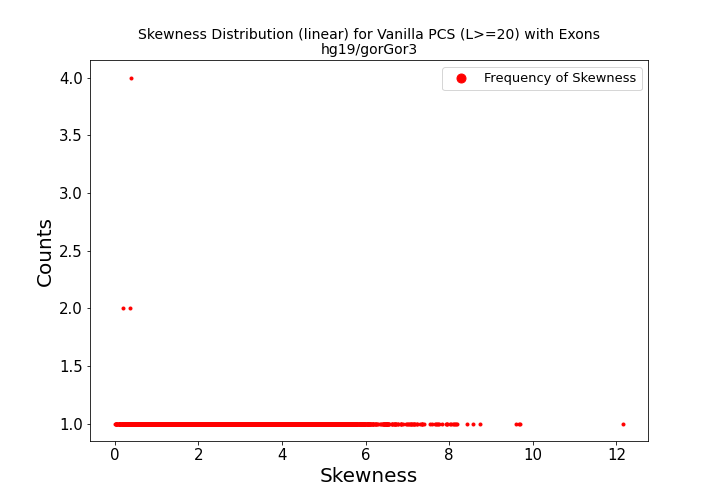 Skewness Distribution (linear) for Vanilla PCS (L>=20) with Exons
hg19/gorGor3
Frequency of Skewness
4.0
3.5
3.0
2.5
2.0
1.5
1.0
Counts
0 2 4 6 8 10 12
Skewness